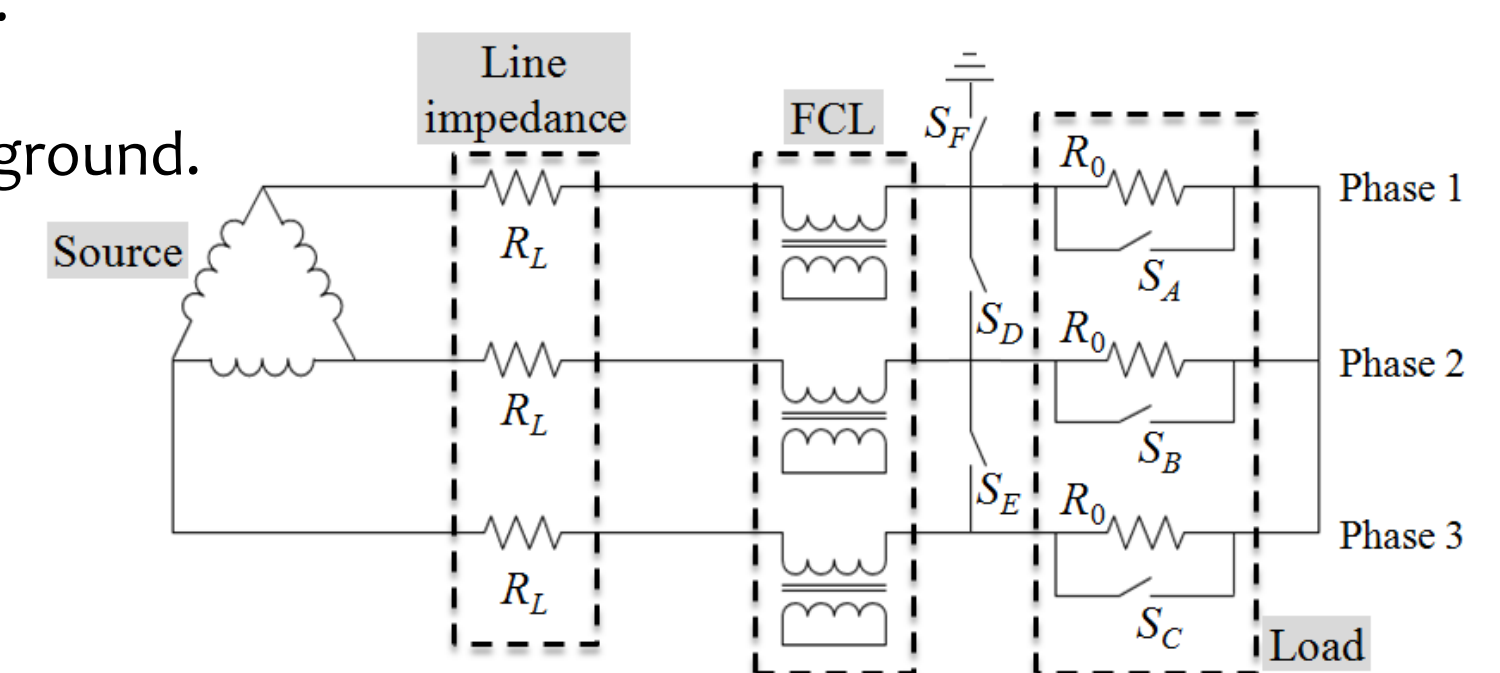 .
ground.
Line
impedance
FCL
Source
S_F
R_L
R_0
Phase 1
S_A
S_D
R_L
R_0
Phase 2
S_B
S_E
R_L
R_0
Phase 3
S_C
Load